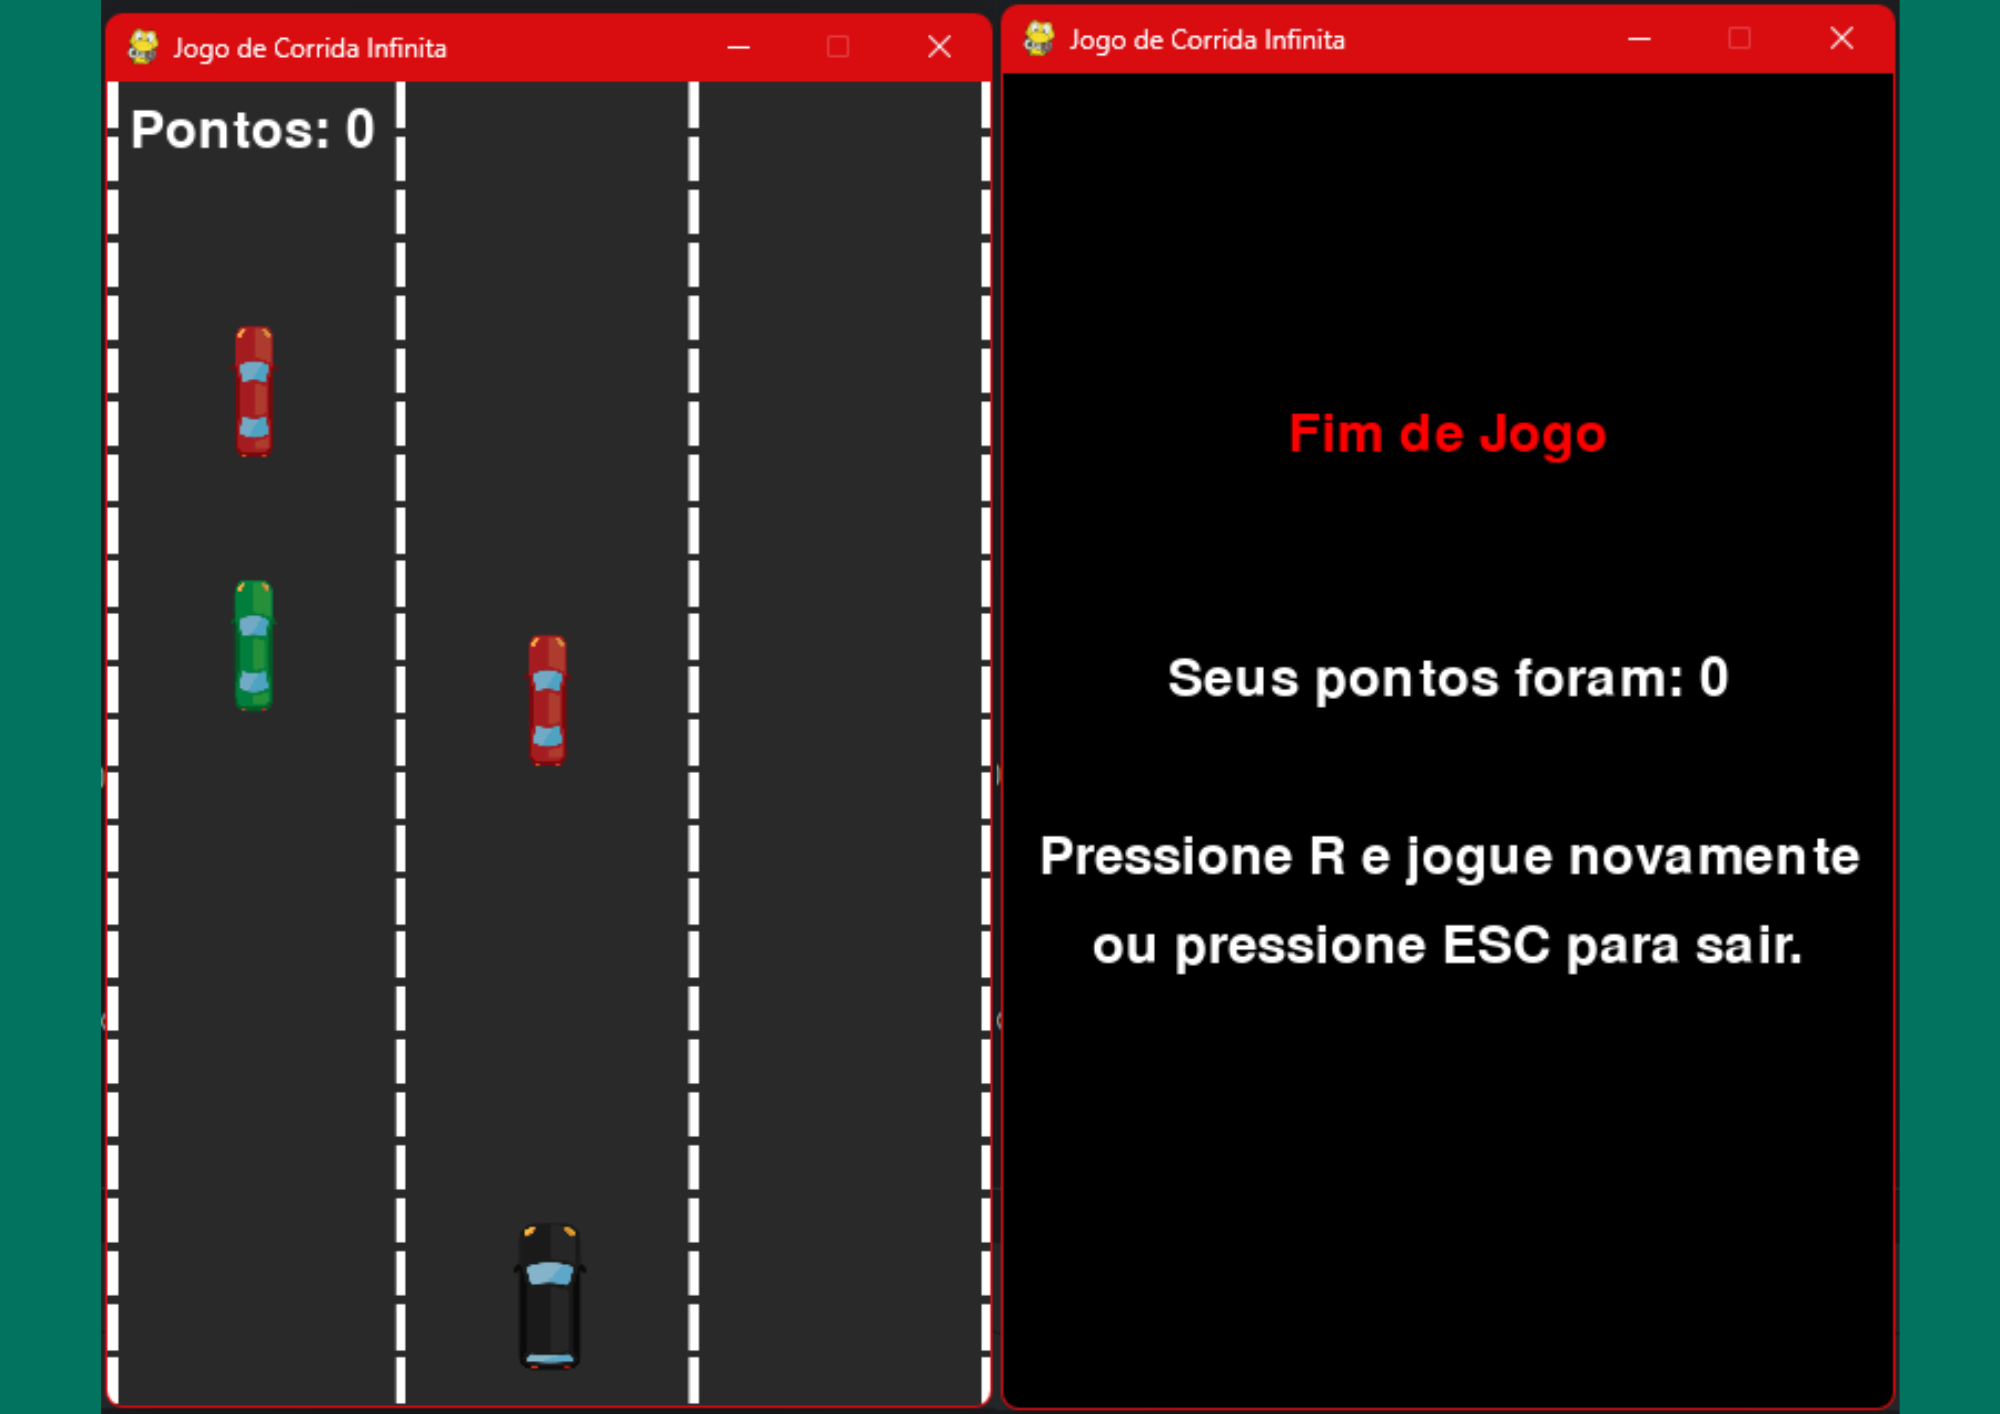 Jogo de Corrida Infinita
Pontos: 0
Jogo de Corrida Infinita
Fim de Jogo
Seus pontos foram: 0
Pressione R e jogue novamente
ou pressione ESC para sair.